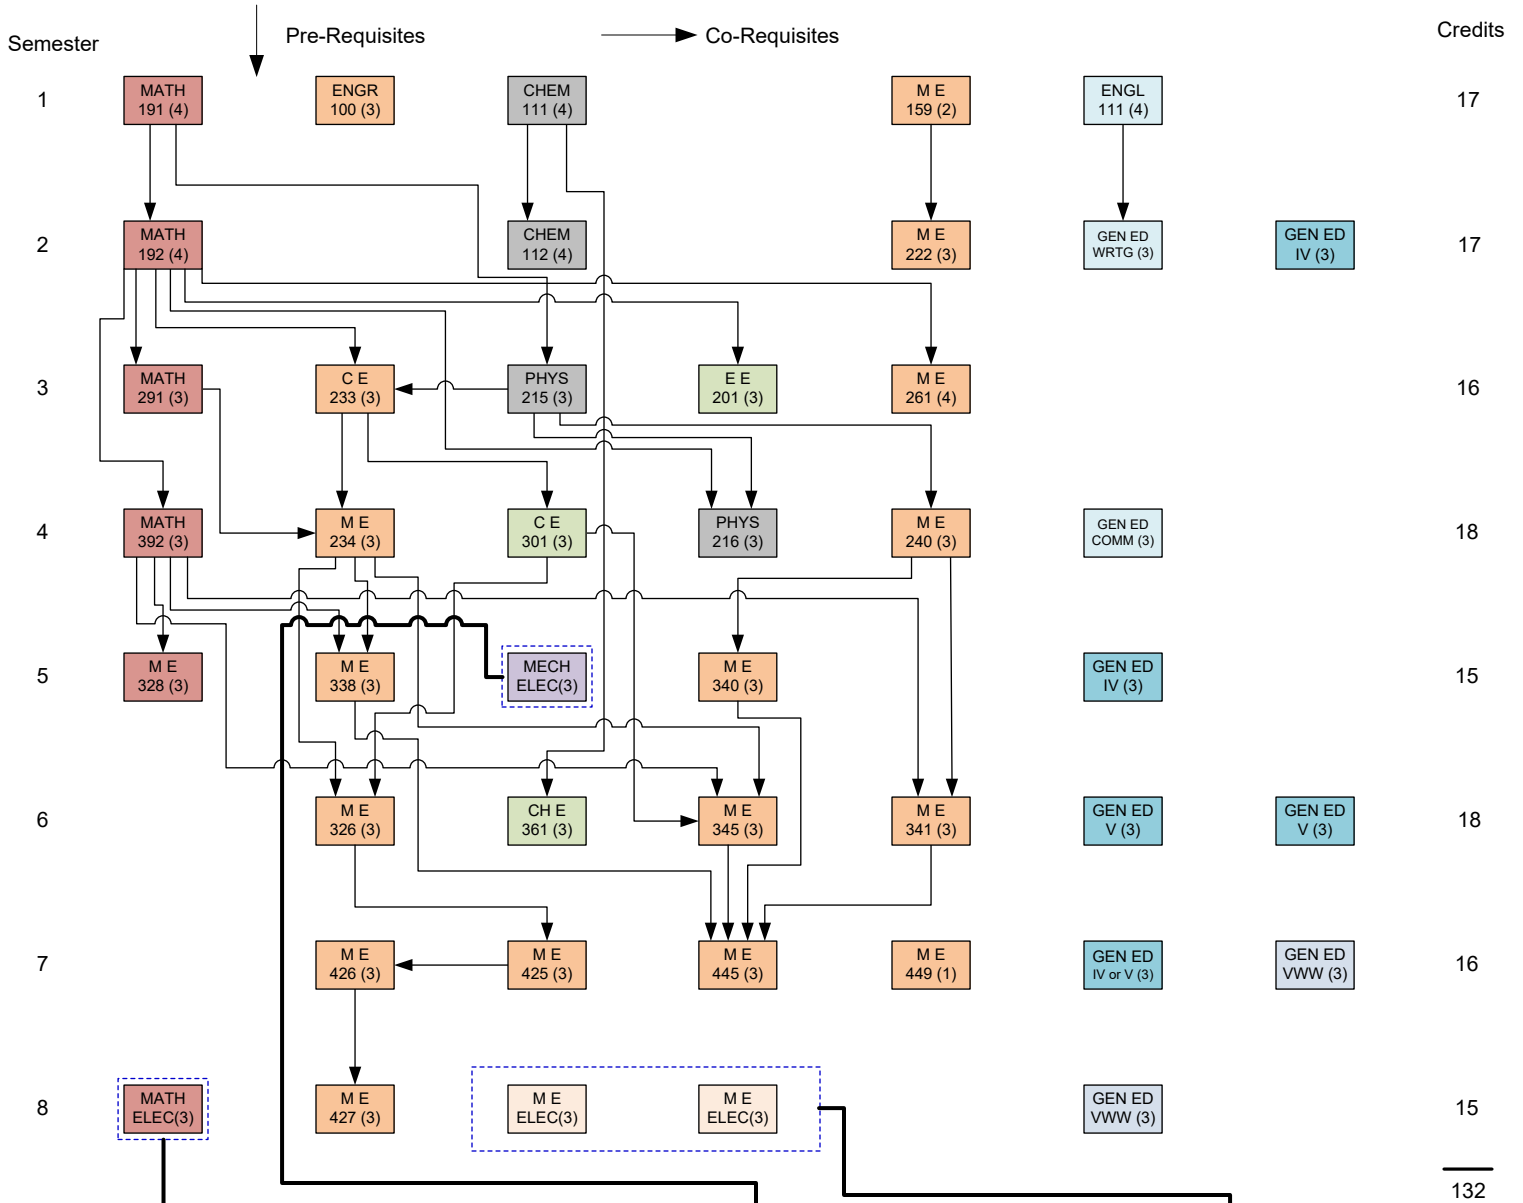 Semester
Pre-Requisites
Co-Requisites
Credits
1
MATH
191 (4)
ENGR
100 (3)
CHEM
111 (4)
M E
159 (2)
ENGL
111 (4)
17
2
MATH
192 (4)
CHEM
112 (4)
M E
222 (3)
GEN ED
WRTG (3)
GEN ED
IV (3)
17
3
MATH
291 (3)
C E
233 (3)
PHYS
215 (3)
E E
201 (3)
M E
261 (4)
16
4
MATH
392 (3)
M E
234 (3)
C E
301 (3)
PHYS
216 (3)
M E
240 (3)
GEN ED
COMM (3)
18
5
M E
328 (3)
M E
338 (3)
MECH
ELEC(3)
M E
340 (3)
GEN ED
IV (3)
15
6
M E
326 (3)
CH E
361 (3)
M E
345 (3)
M E
341 (3)
GEN ED
V (3)
GEN ED
V (3)
18
7
M E
426 (3)
M E
425 (3)
M E
445 (3)
M E
449 (1)
GEN ED
IV or V (3)
GEN ED
VWW (3)
16
8
MATH
ELEC(3)
M E
427 (3)
M E
ELEC(3)
M E
ELEC(3)
GEN ED
VWW (3)
15
132